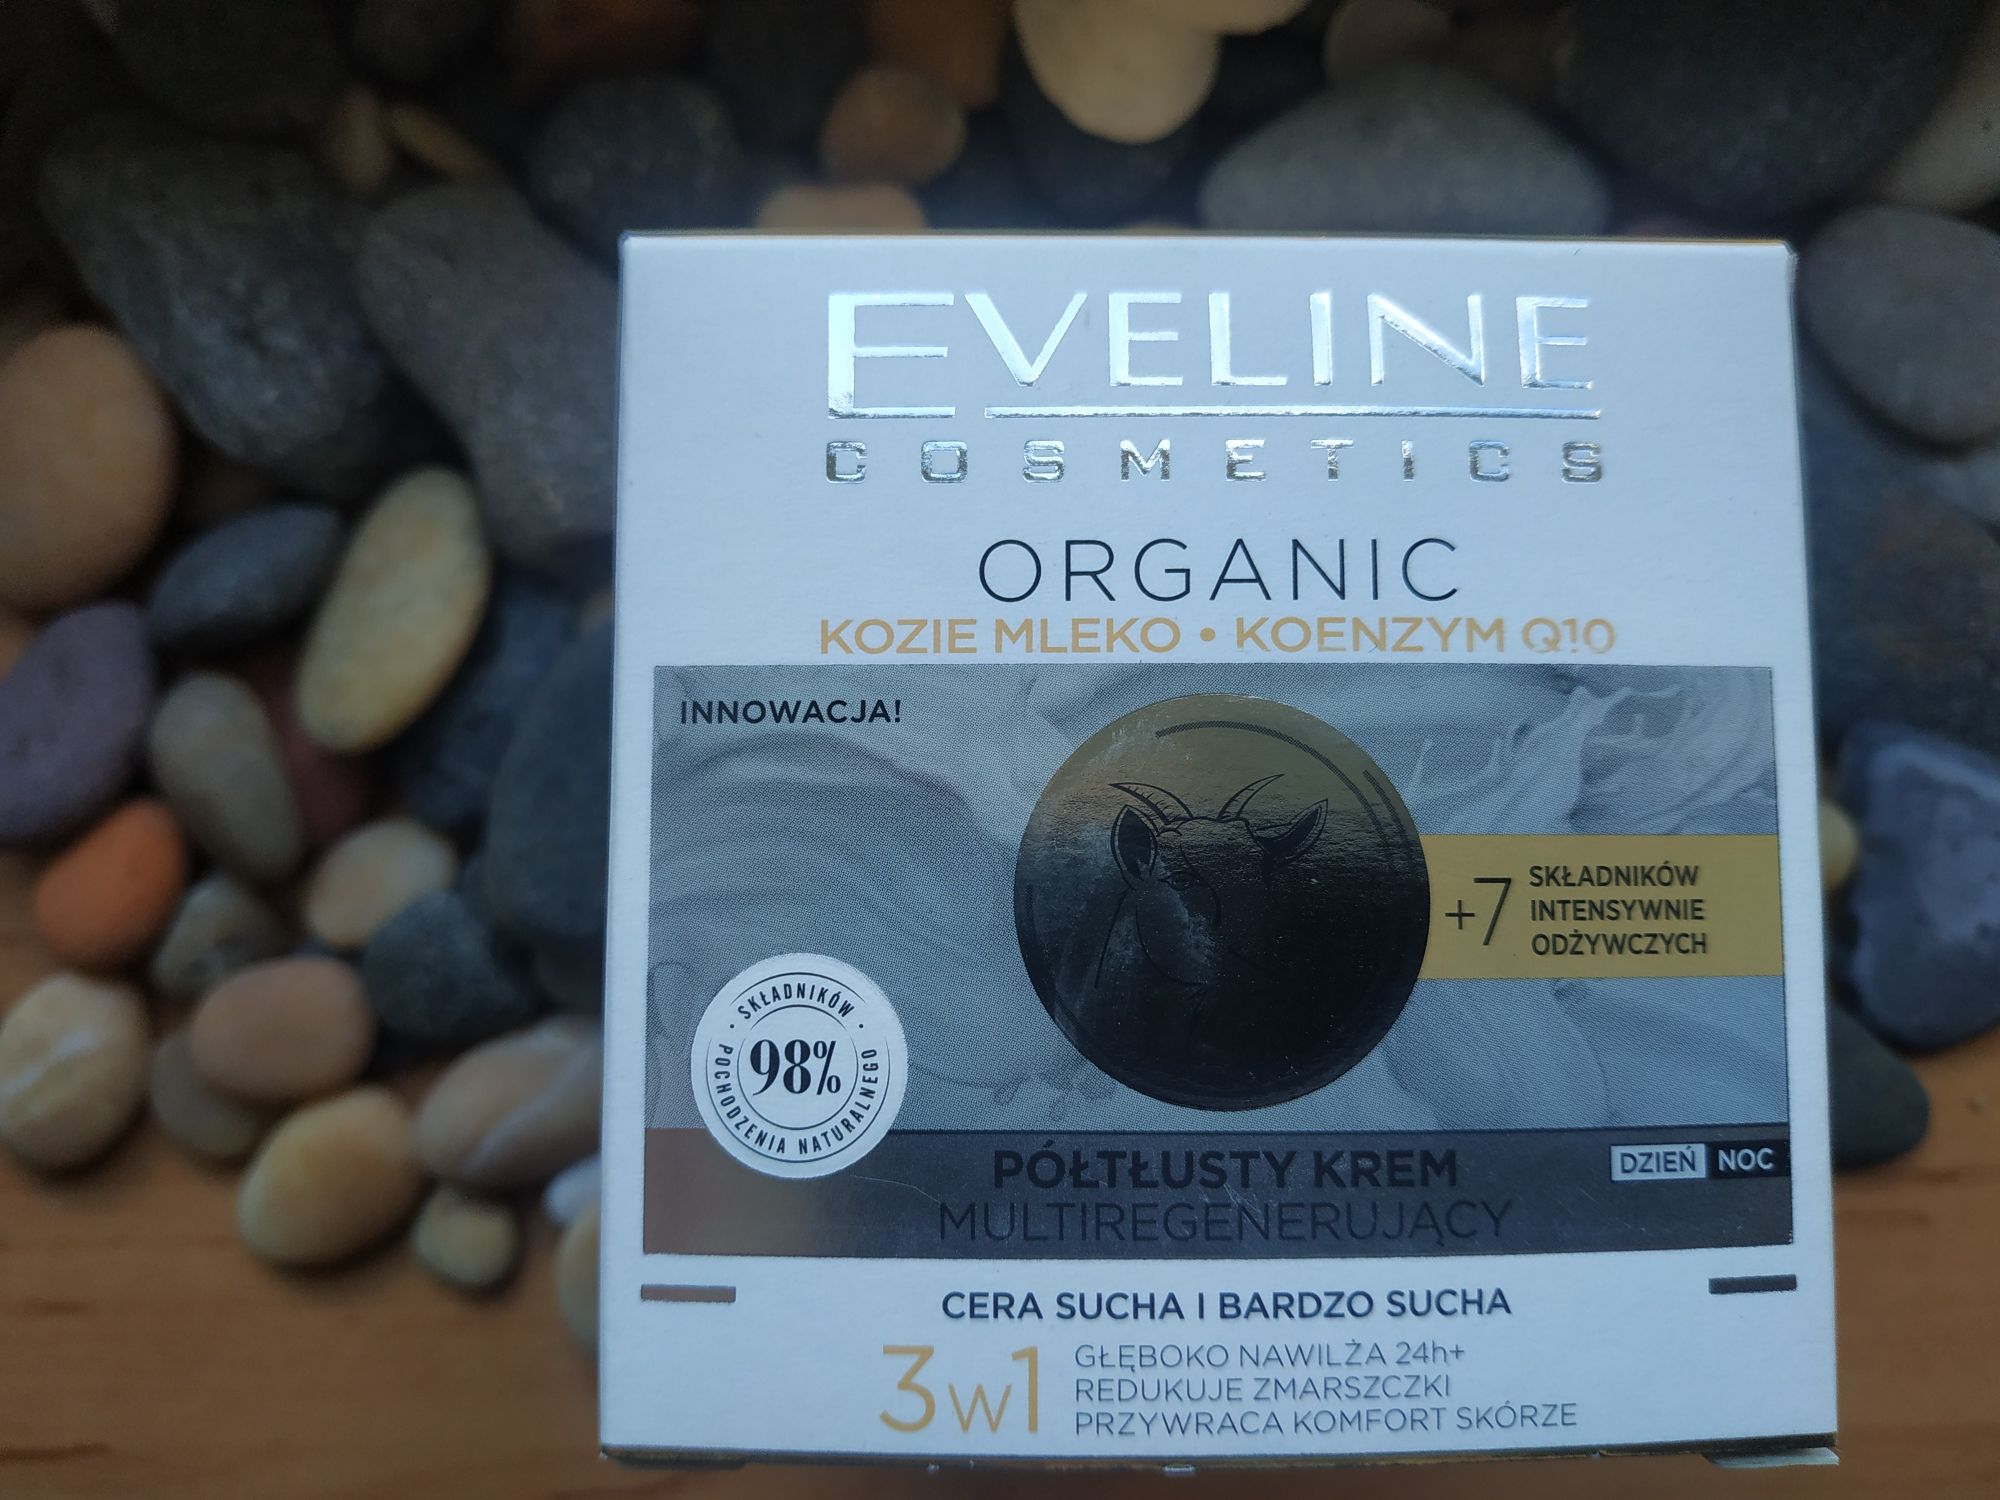 EVELINE
COSMETICS
ORGANIC
KOZIE MLEKO • KOENZYM Q10
INNOWACJA!
+7 SKŁADNIKÓW
INTENSYWNIE
ODŻYWCZYCH
• SKŁADNIKÓW •
98%
POCHODZENIA NATURALNEGO
PÓŁTŁUSTY KREM
MULTIREGENERUJĄCY
DZIEŃ NOC
CERA SUCHA I BARDZO SUCHA
3w1
GŁĘBOKO NAWILŻA 24h+
REDUKUJE ZMARSZCZKI
PRZYWRACA KOMFORT SKÓRZE